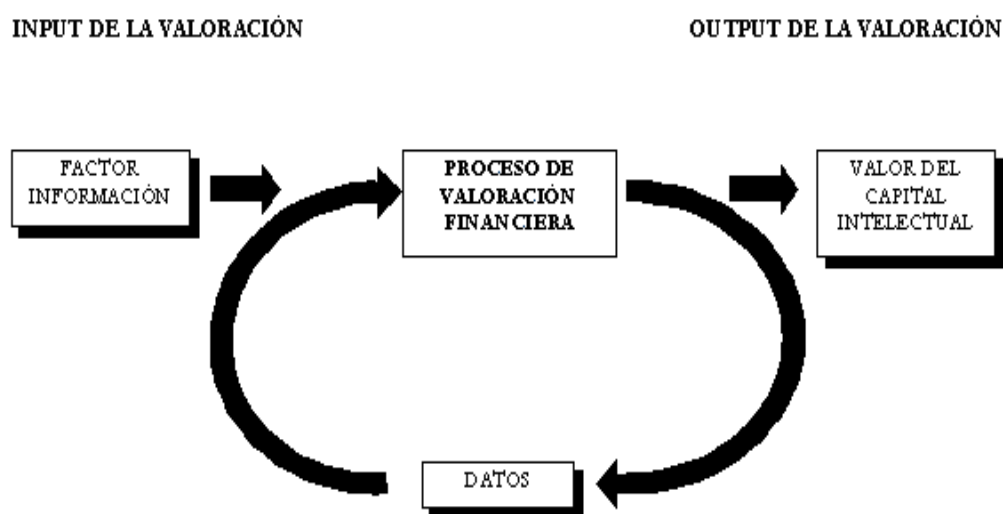 INPUT DE LA VALORACIÓN
OUTPUT DE LA VALORACIÓN
FACTOR
INFORMACIÓN
PROCESO DE
VALORACIÓN
FINANCIERA
VALOR DEL
CAPITAL
INTELECTUAL
DATOS